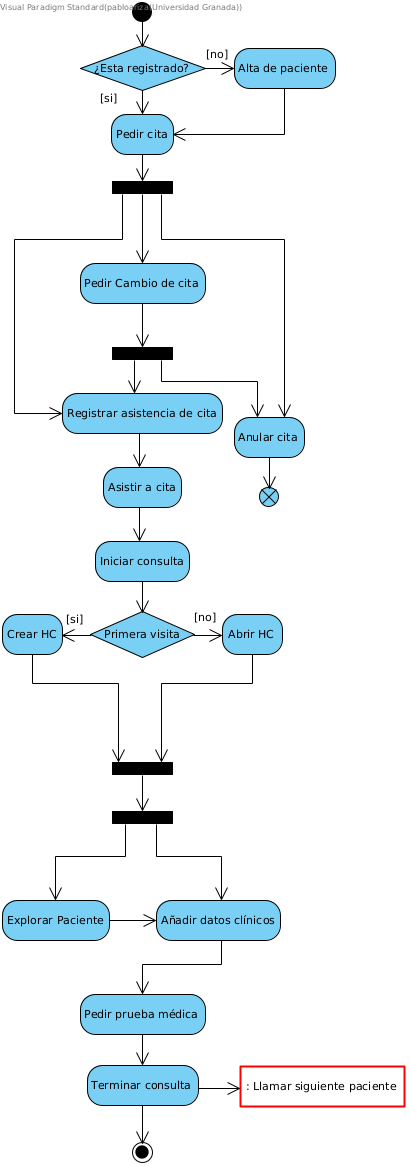 Visual Paradigm Standard(pabloanza(Universidad Granada))
¿Esta registrado?
[no]
Alta de paciente
[si]
Pedir cita
Pedir Cambio de cita
Registrar asistencia de cita
Anular cita
Asistir a cita
Iniciar consulta
Crear HC
[si]
Primera visita
[no]
Abrir HC
Explorar Paciente
Añadir datos clínicos
Pedir prueba médica
Terminar consulta
: Llamar siguiente paciente